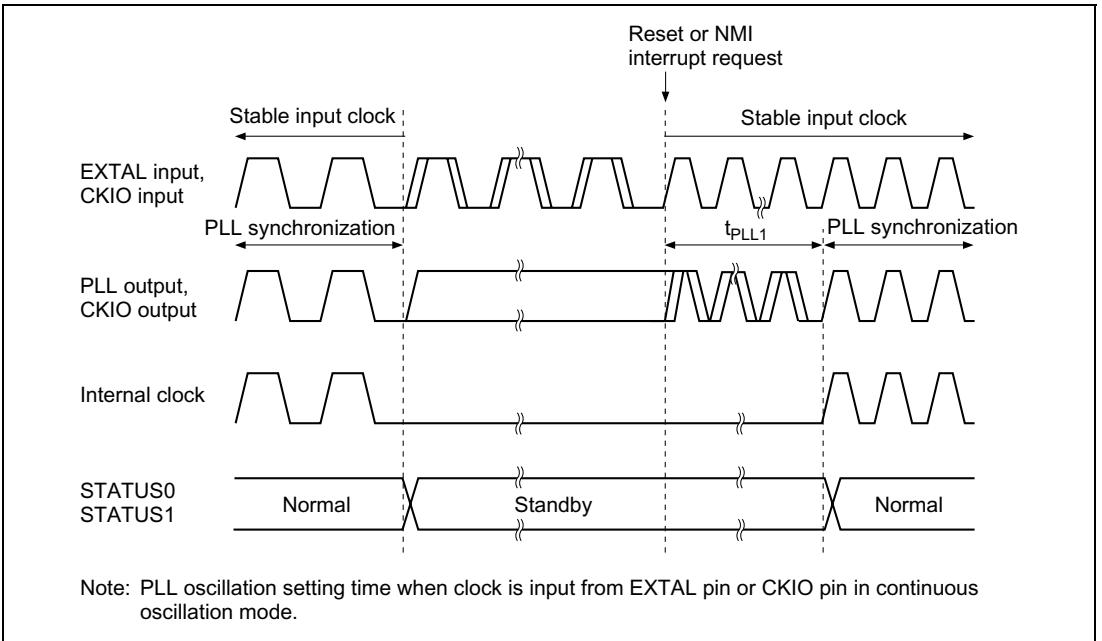 Reset or NMI
interrupt request
Stable input clock
Stable input clock
EXTAL input,
CKIO input
PLL synchronization
tPLL1
PLL synchronization
PLL output,
CKIO output
Internal clock
STATUS0
STATUS1
Normal
Standby
Normal
Note: PLL oscillation setting time when clock is input from EXTAL pin or CKIO pin in continuous
oscillation mode.